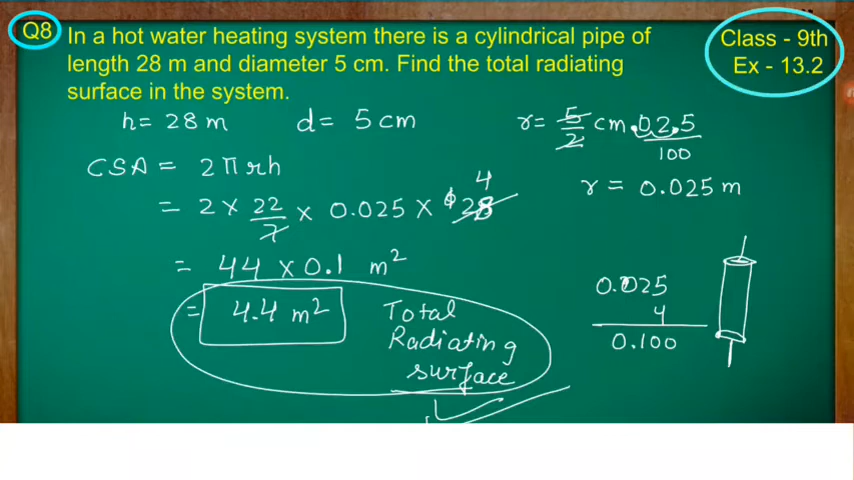 Q8 In a hot water heating system there is a cylindrical pipe of
length 28 m and diameter 5 cm. Find the total radiating
surface in the system.
Class - 9th
Ex - 13.2
h = 28 m
d = 5 cm
r = 5/2 cm
02.5/100
r = 0.025 m
CSA = 2πrh
4
= 2 × 22/7 × 0.025 × 28
= 44 × 0.1 m²
= 4.4 m²
Total
Radiating
surface
0.025
4
0.100